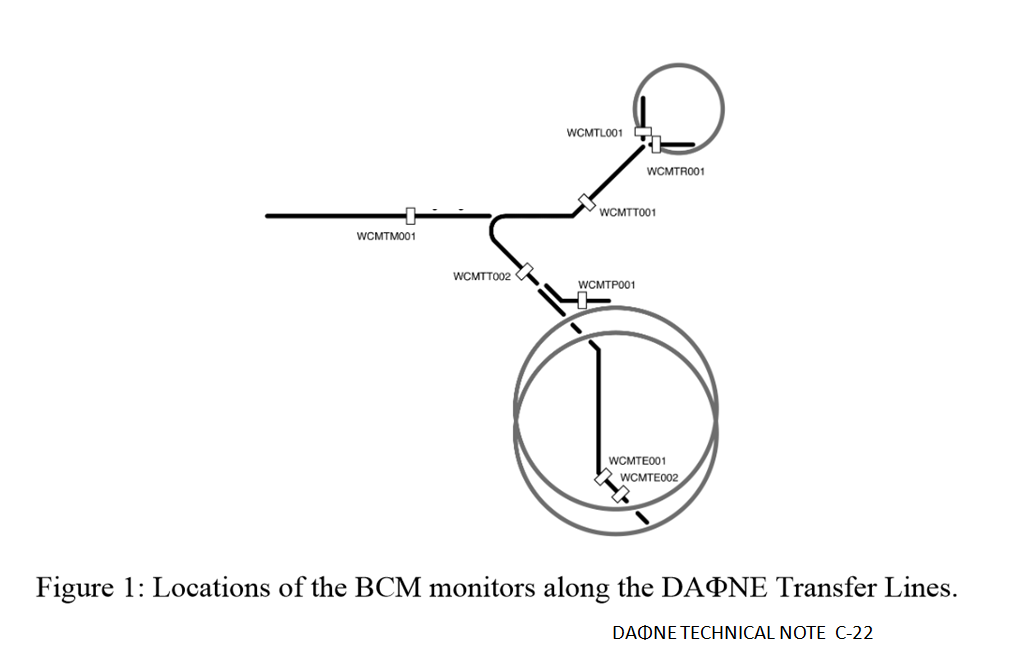 WCMTL001
WCMTR001
WCMTT001
WCMTM001
WCMTT002
WCMTP001
WCMTE001
WCMTE002
Figure 1: Locations of the BCM monitors along the DAΦNE Transfer Lines.
DAΦNE TECHNICAL NOTE C-22